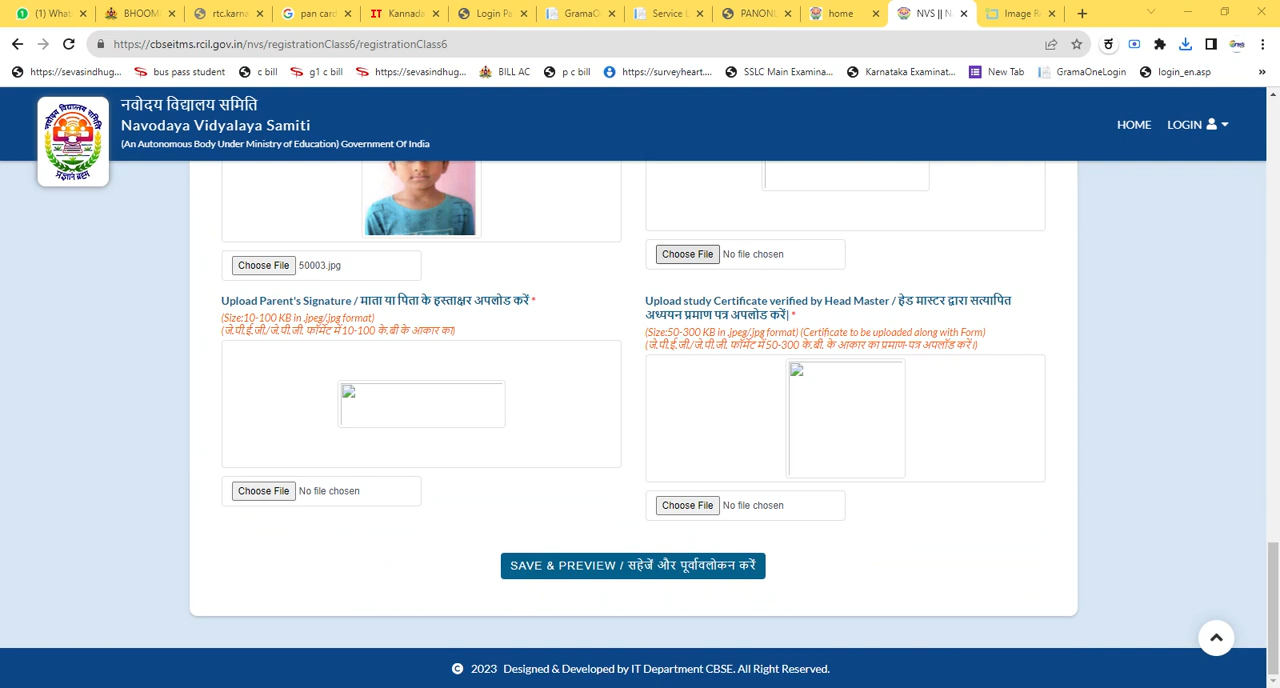 (1) What
BHOOM
rtc.karna
pan card
Kannada
Login Pa
GramaO
Service L
PANONL
home
NVS || N
Image Re
https://cbseitms.rcil.gov.in/nvs/registrationClass6/registrationClass6
https://sevasindhug...
bus pass student
c bill
g1 c bill
https://sevasindhug...
BILL AC
p c bill
https://surveyheart....
SSLC Main Examina...
Karnataka Examinat...
New Tab
GramaOneLogin
login_en.asp
»
नवोदय विद्यालय समिति
Navodaya Vidyalaya Samiti
(An Autonomous Body Under Ministry of Education) Government Of India
HOME
LOGIN
Choose File 50003.jpg
Choose File No file chosen
Upload Parent's Signature / माता या पिता के हस्ताक्षर अपलोड करें *
(Size:10-100 KB in .jpeg/.jpg format)
(जे.पी.ई.जी/जे.पी.जी. फॉर्मेट में 10-100 के.बी के आकार का)
Choose File No file chosen
Upload study Certificate verified by Head Master / हेड मास्टर द्वारा सत्यापित
अध्ययन प्रमाण पत्र अपलोड करें| *
(Size:50-300 KB in .jpeg/.jpg format) (Certificate to be uploaded along with Form)
(जे.पी.ई.जी./जे.पी.जी. फॉर्मेट में 50-300 के.बी. के आकार का प्रमाण-पत्र अपलॉड करें।)
Choose File No file chosen
SAVE & PREVIEW / सहेजें और पूर्वावलोकन करें
2023 Designed & Developed by IT Department CBSE. All Right Reserved.